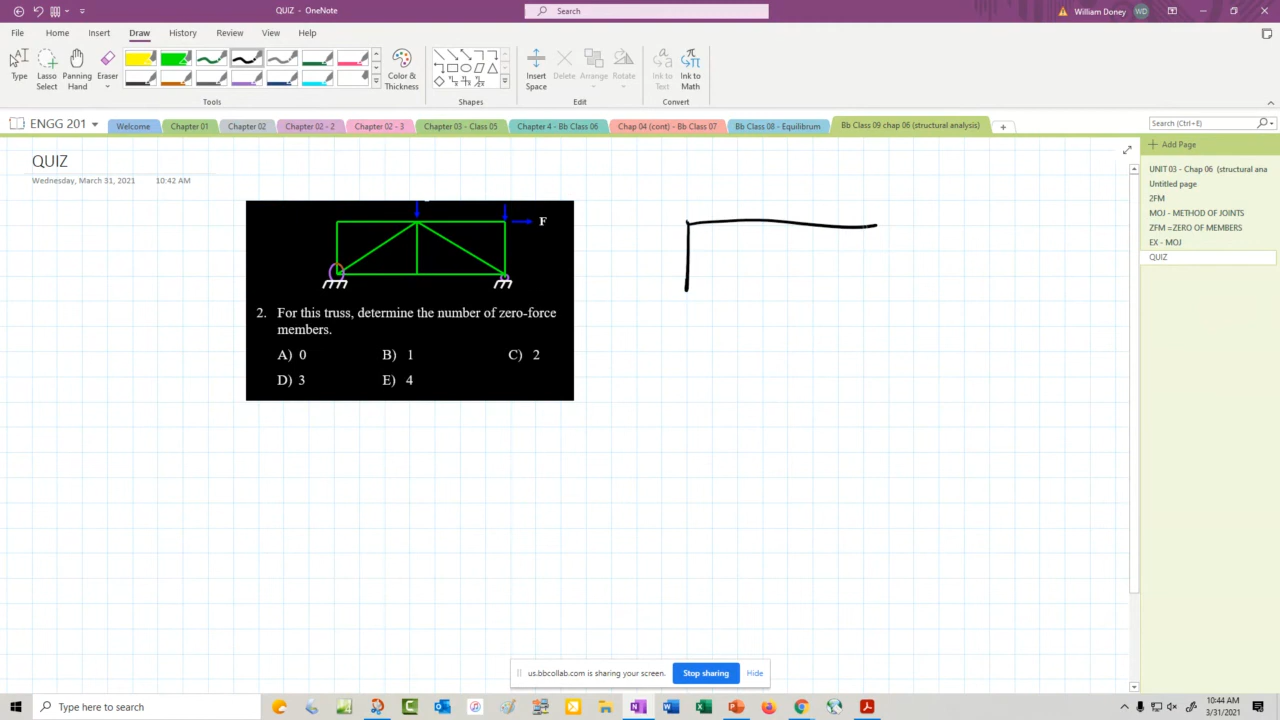 QUIZ - OneNote
Search
William Doney
WD
File Home Insert Draw History Review View Help
Type
Lasso Select
Panning Hand
Eraser
Color & Thickness
Insert Space
Delete
Arrange
Rotate
Ink to Text
Ink to Math
Tools
Shapes
Edit
Convert
ENGG 201
Welcome
Chapter 01
Chapter 02
Chapter 02 - 2
Chapter 02 - 3
Chapter 03 - Class 05
Chapter 4 - Bb Class 06
Chap 04 (cont) - Bb Class 07
Bb Class 08 - Equilibrium
Bb Class 09 chap 06 (structural analysis)
Search (Ctrl+E)
Add Page
UNIT 03 - Chap 06 (structural ana
Untitled page
2FM
MOJ - METHOD OF JOINTS
ZFM =ZERO OF MEMBERS
EX - MOJ
QUIZ
QUIZ
Wednesday, March 31, 2021 10:42 AM
F
2. For this truss, determine the number of zero-force
members.
A) 0 B) 1 C) 2
D) 3 E) 4
us.bbcollab.com is sharing your screen.
Stop sharing
Hide
Type here to search
10:44 AM
3/31/2021